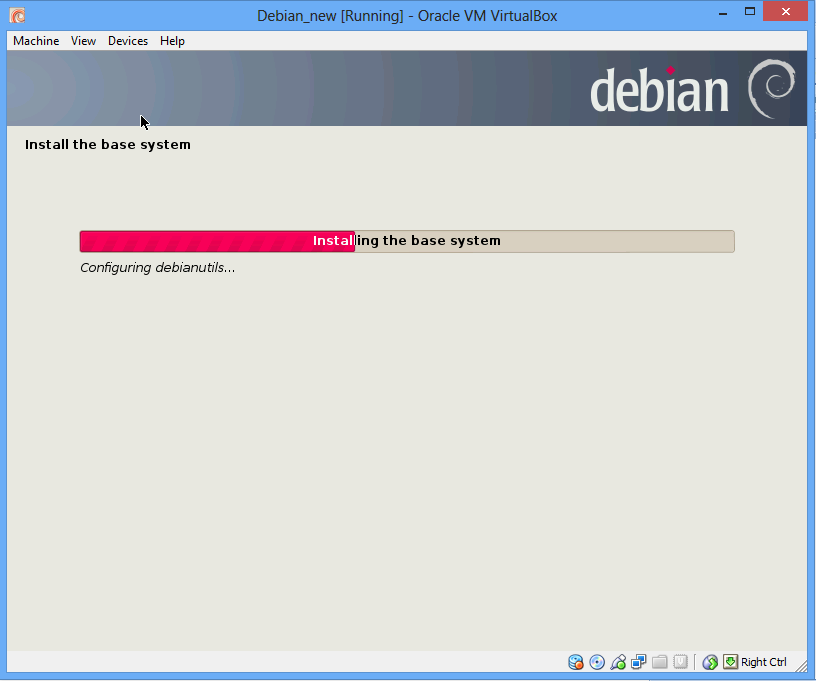 Debian_new [Running] - Oracle VM VirtualBox
Machine View Devices Help
debian
Install the base system
Installing the base system
Configuring debianutils...
Right Ctrl